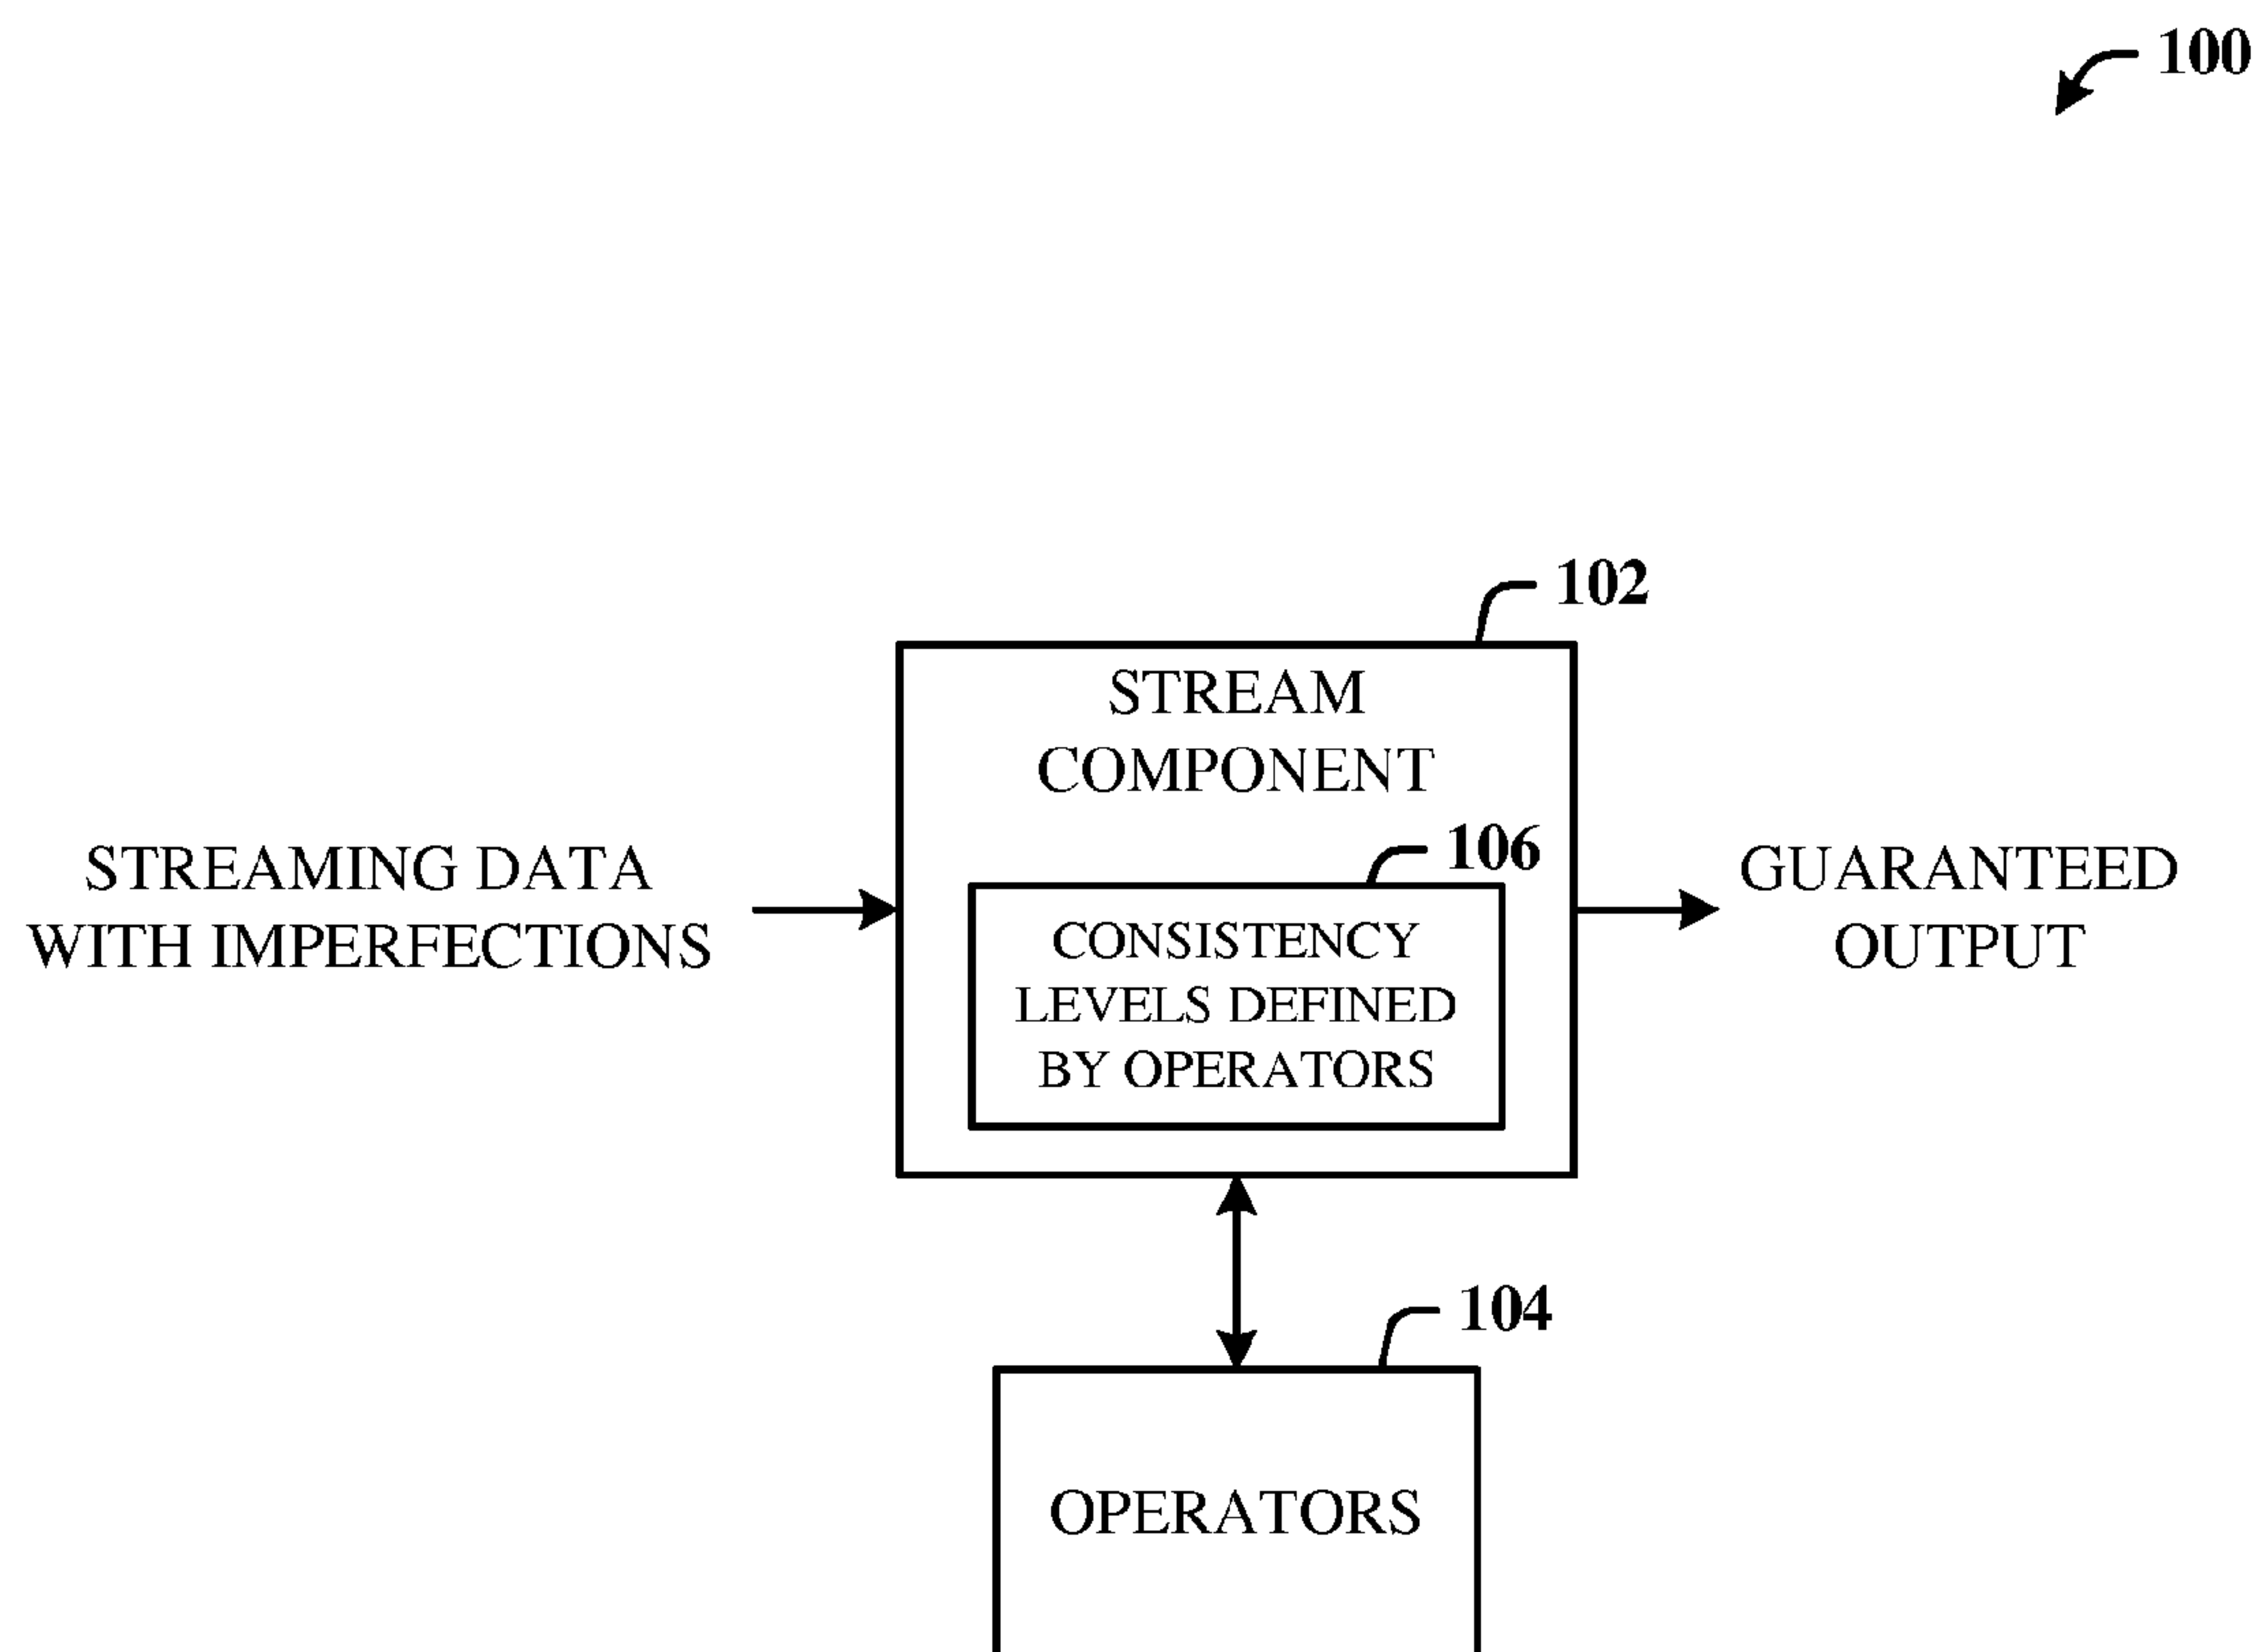 100
102
STREAM
COMPONENT
106
STREAMING DATA
WITH IMPERFECTIONS
CONSISTENCY
LEVELS DEFINED
BY OPERATORS
GUARANTEED
OUTPUT
104
OPERATORS